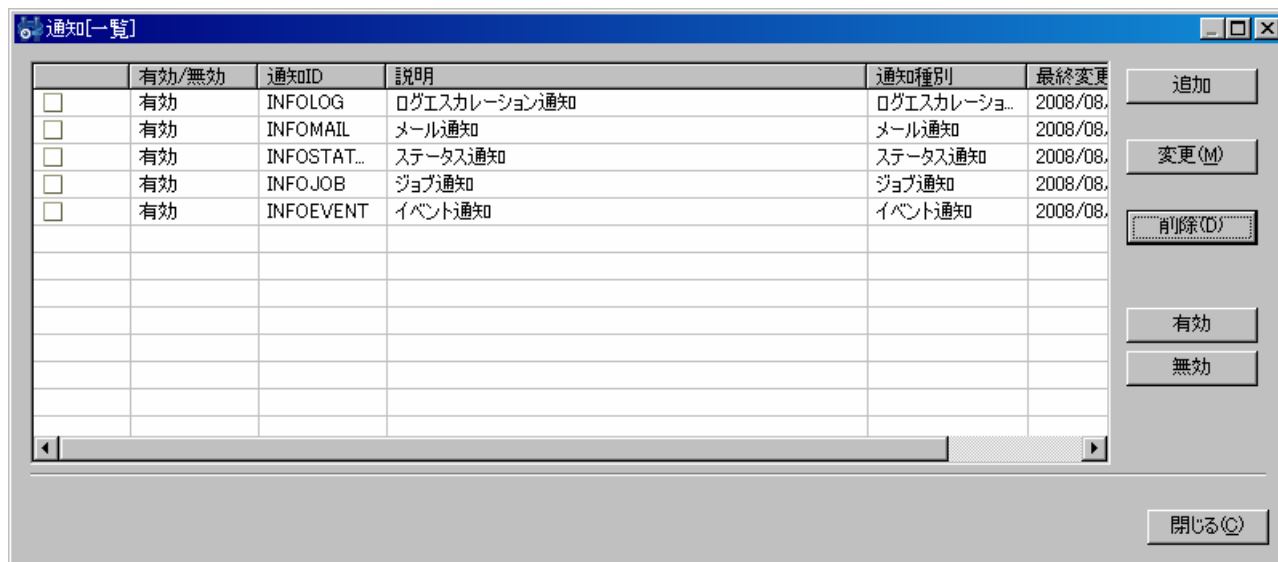 通知[一覧]
有効/無効 通知ID 説明 通知種別 最終変更
有効 INFOLOG ログエスカレーション通知 ログエスカレーショ... 2008/08/
有効 INFOMAIL メール通知 メール通知 2008/08/
有効 INFOSTAT... ステータス通知 ステータス通知 2008/08/
有効 INFOJOB ジョブ通知 ジョブ通知 2008/08/
有効 INFOEVENT イベント通知 イベント通知 2008/08/
追加
変更(M)
削除(D)
有効
無効
閉じる(C)